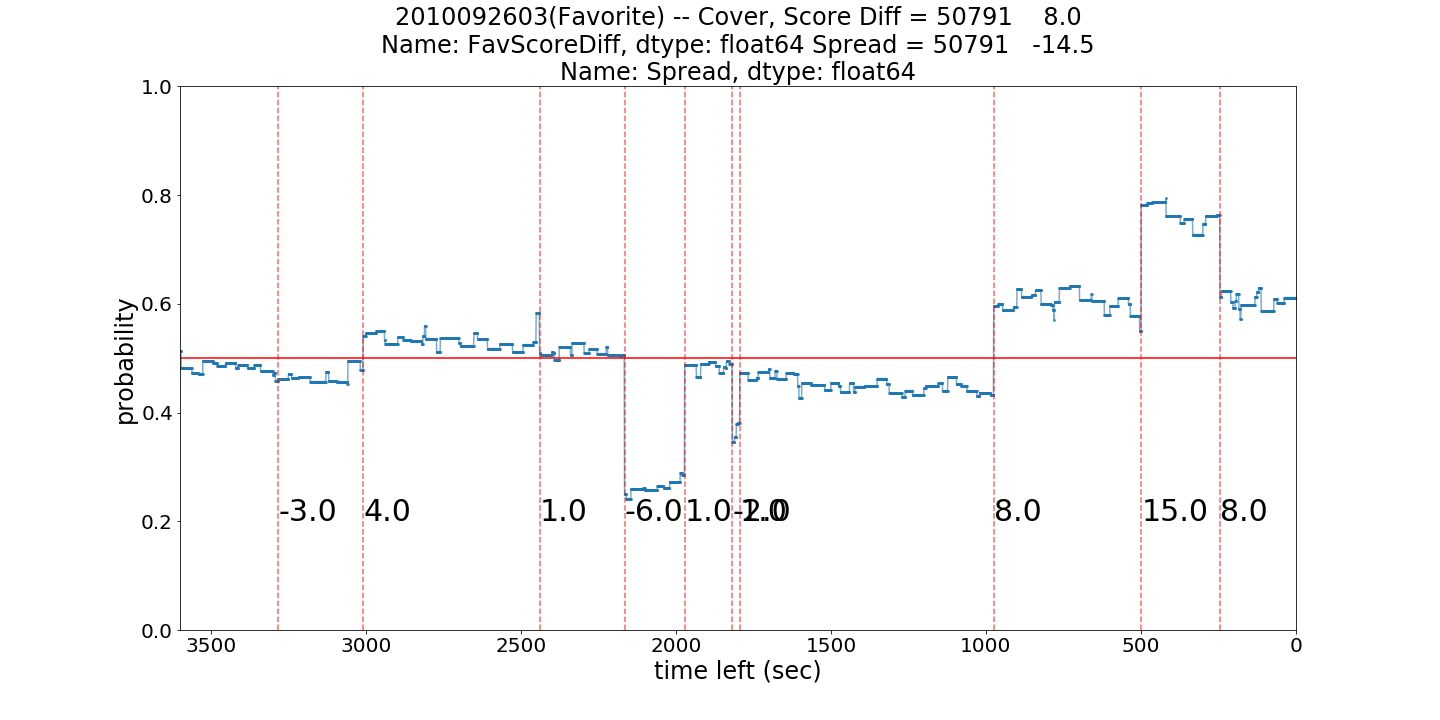 2010092603(Favorite) -- Cover, Score Diff = 50791    8.0
Name: FavScoreDiff, dtype: float64 Spread = 50791   -14.5
Name: Spread, dtype: float64
1.0
0.8
0.6
0.4
0.2
0.0
probability
-3.0 4.0 1.0 -6.0 1.0 8.0 15.0 8.0
3500 3000 2500 2000 1500 1000 500 0
time left (sec)